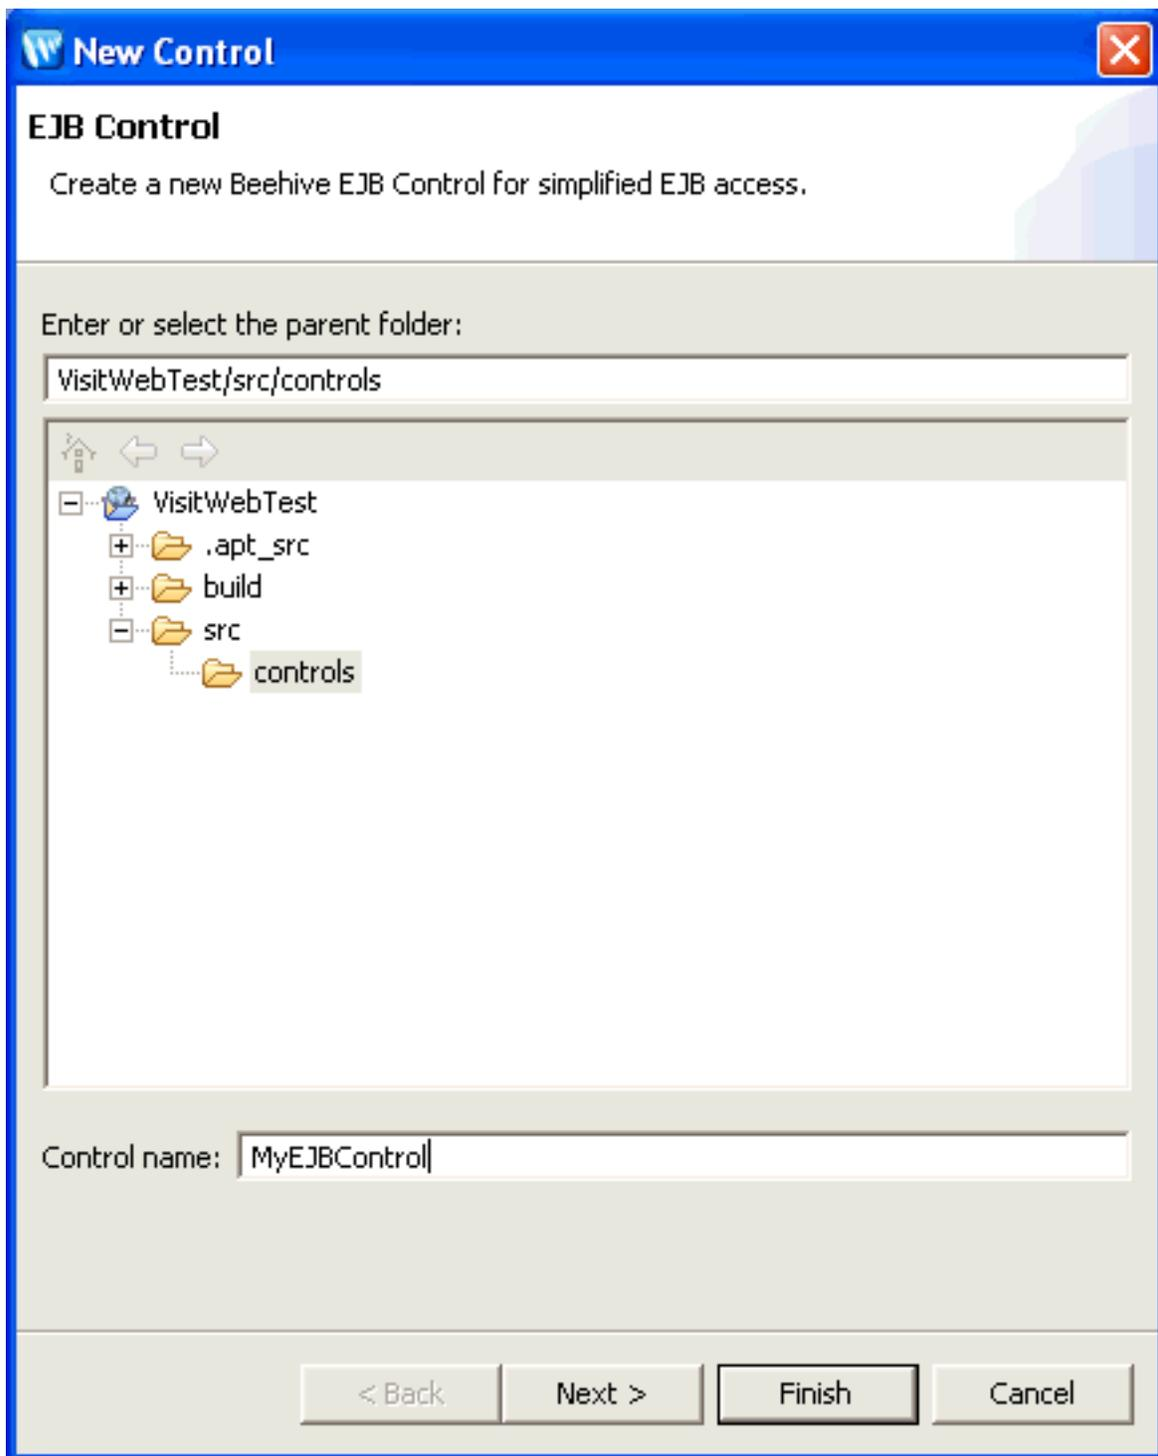 New Control
EJB Control
Create a new Beehive EJB Control for simplified EJB access.
Enter or select the parent folder:
VisitWebTest/src/controls
VisitWebTest
.apt_src
build
src
controls
Control name: MyEJBControl
< Back Next > Finish Cancel